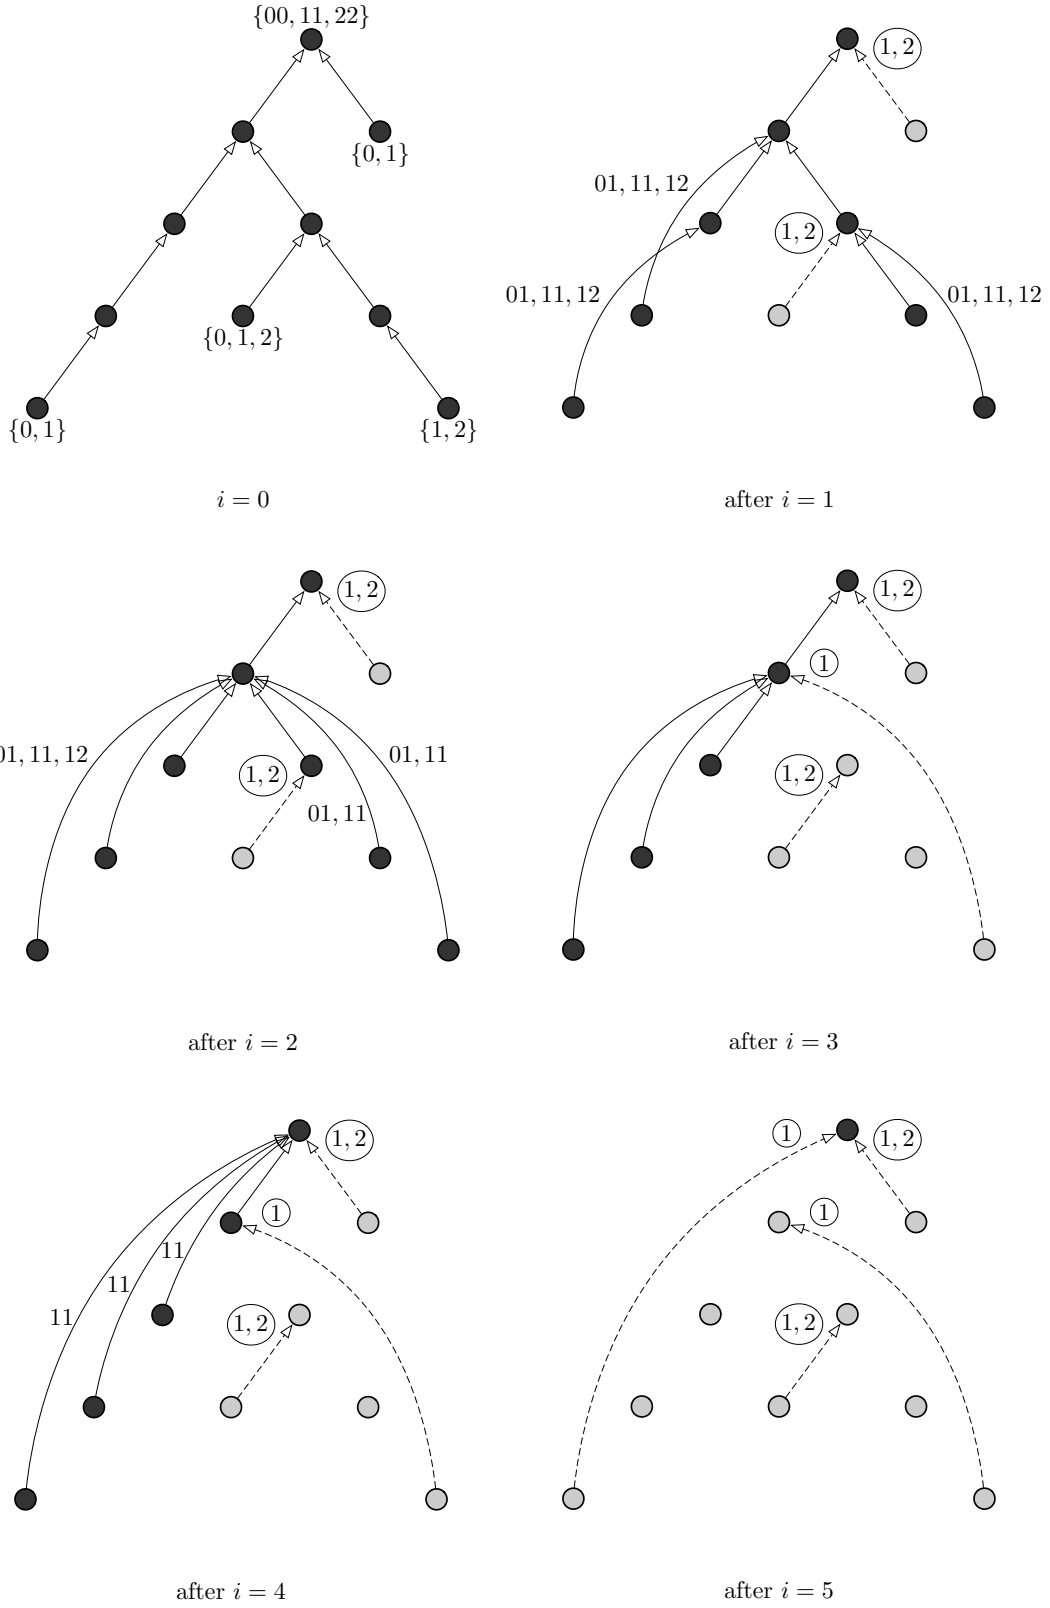 {00, 11, 22}
{0, 1}
{0, 1, 2}
{0, 1}
{1, 2}
i = 0
1, 2
01, 11, 12
1, 2
01, 11, 12
01, 11, 12
after i = 1
1, 2
01, 11, 12
01, 11
1, 2
01, 11
after i = 2
1, 2
1
1, 2
after i = 3
1, 2
1
11
11
11
1, 2
after i = 4
1
1, 2
1
1, 2
after i = 5